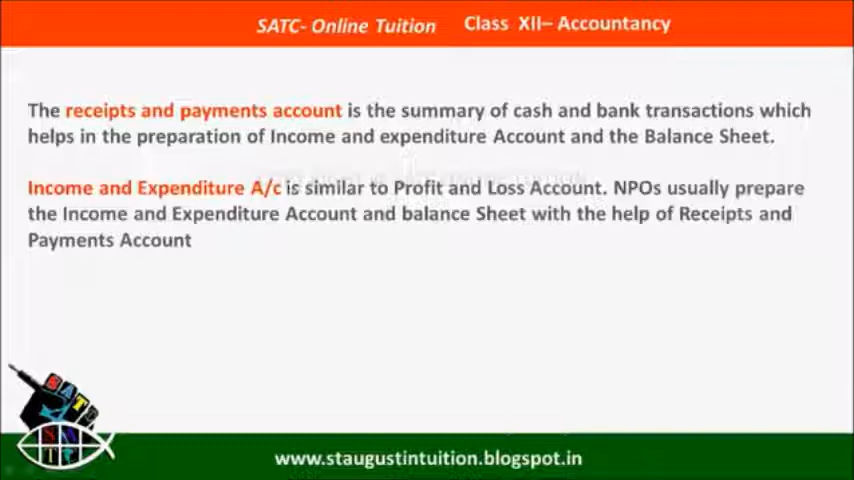 SATC- Online Tuition Class XII– Accountancy
The receipts and payments account is the summary of cash and bank transactions which
helps in the preparation of Income and expenditure Account and the Balance Sheet.
Income and Expenditure A/c is similar to Profit and Loss Account. NPOs usually prepare
the Income and Expenditure Account and balance Sheet with the help of Receipts and
Payments Account
SATC
S N
T P
www.staugustintuition.blogspot.in